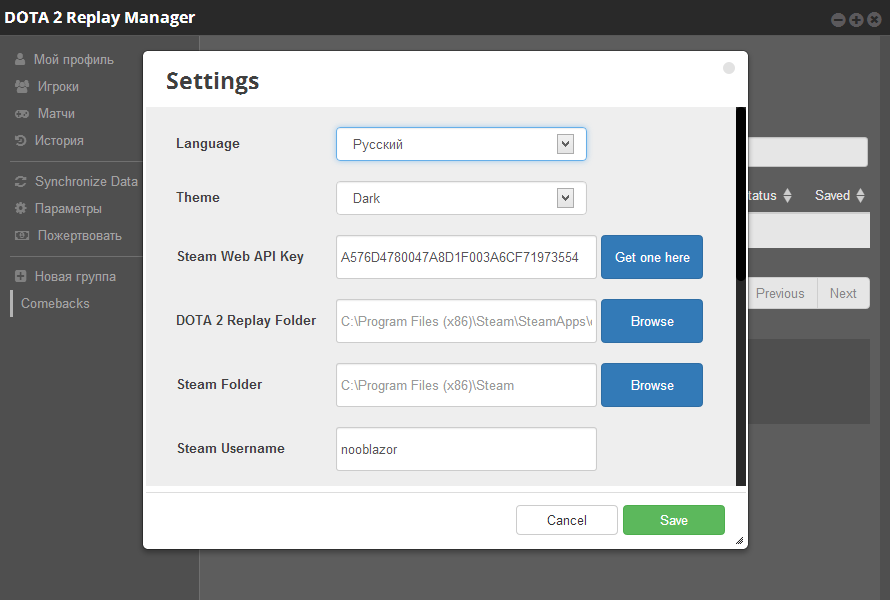 DOTA 2 Replay Manager
Мой профиль
Игроки
Матчи
История
Synchronize Data
Параметры
Пожертвовать
Новая группа
Comebacks
Settings
Language
Русский
Theme
Dark
Steam Web API Key
A576D4780047A8D1F003A6CF71973554
Get one here
DOTA 2 Replay Folder
C:\Program Files (x86)\Steam\SteamApps\
Browse
Steam Folder
C:\Program Files (x86)\Steam
Browse
Steam Username
nooblazor
Cancel
Save
tatus
Saved
Previous
Next